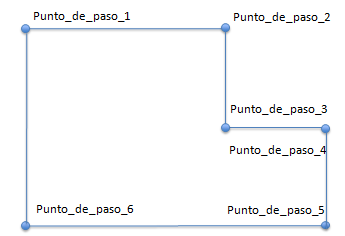 Punto_de_paso_1
Punto_de_paso_2
Punto_de_paso_3
Punto_de_paso_4
Punto_de_paso_6
Punto_de_paso_5